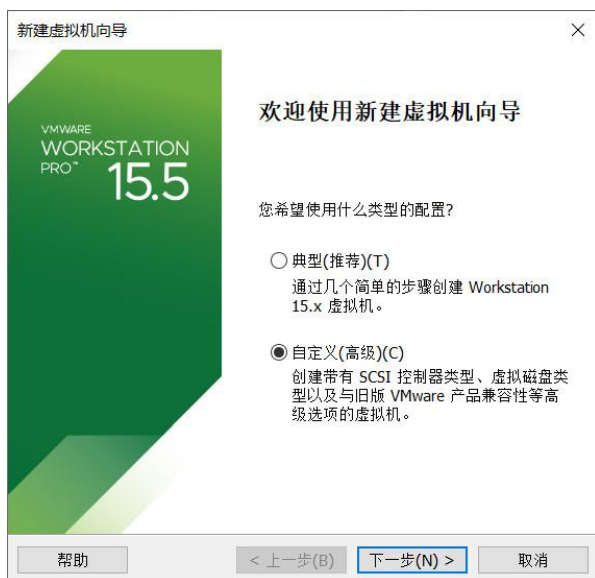 新建虚拟机向导
VMWARE
WORKSTATION
PRO™ 15.5
欢迎使用新建虚拟机向导
您希望使用什么类型的配置?
典型(推荐)(T)
通过几个简单的步骤创建 Workstation
15.x 虚拟机。
自定义(高级)(C)
创建带有 SCSI 控制器类型、虚拟磁盘类
型以及与旧版 VMware 产品兼容性等高
级选项的虚拟机。
帮助 < 上一步(B) 下一步(N) > 取消